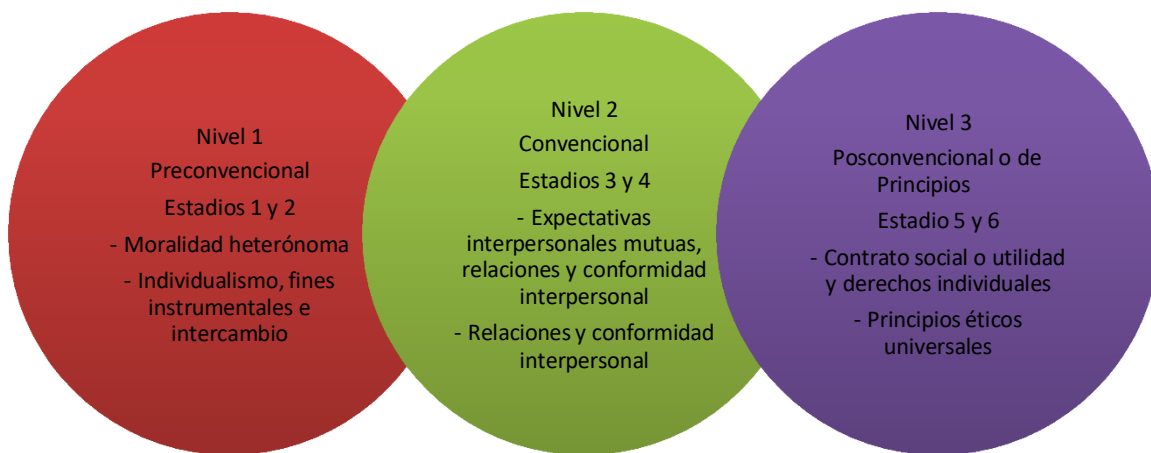 Nivel 1
Preconvencional
Estadios 1 y 2
- Moralidad heterónoma
- Individualismo, fines
instrumentales e
intercambio
Nivel 2
Convencional
Estadios 3 y 4
- Expectativas
interpersonales mutuas,
relaciones y conformidad
interpersonal
- Relaciones y conformidad
interpersonal
Nivel 3
Posconvencional o de
Principios
Estadio 5 y 6
- Contrato social o utilidad
y derechos individuales
- Principios éticos
universales